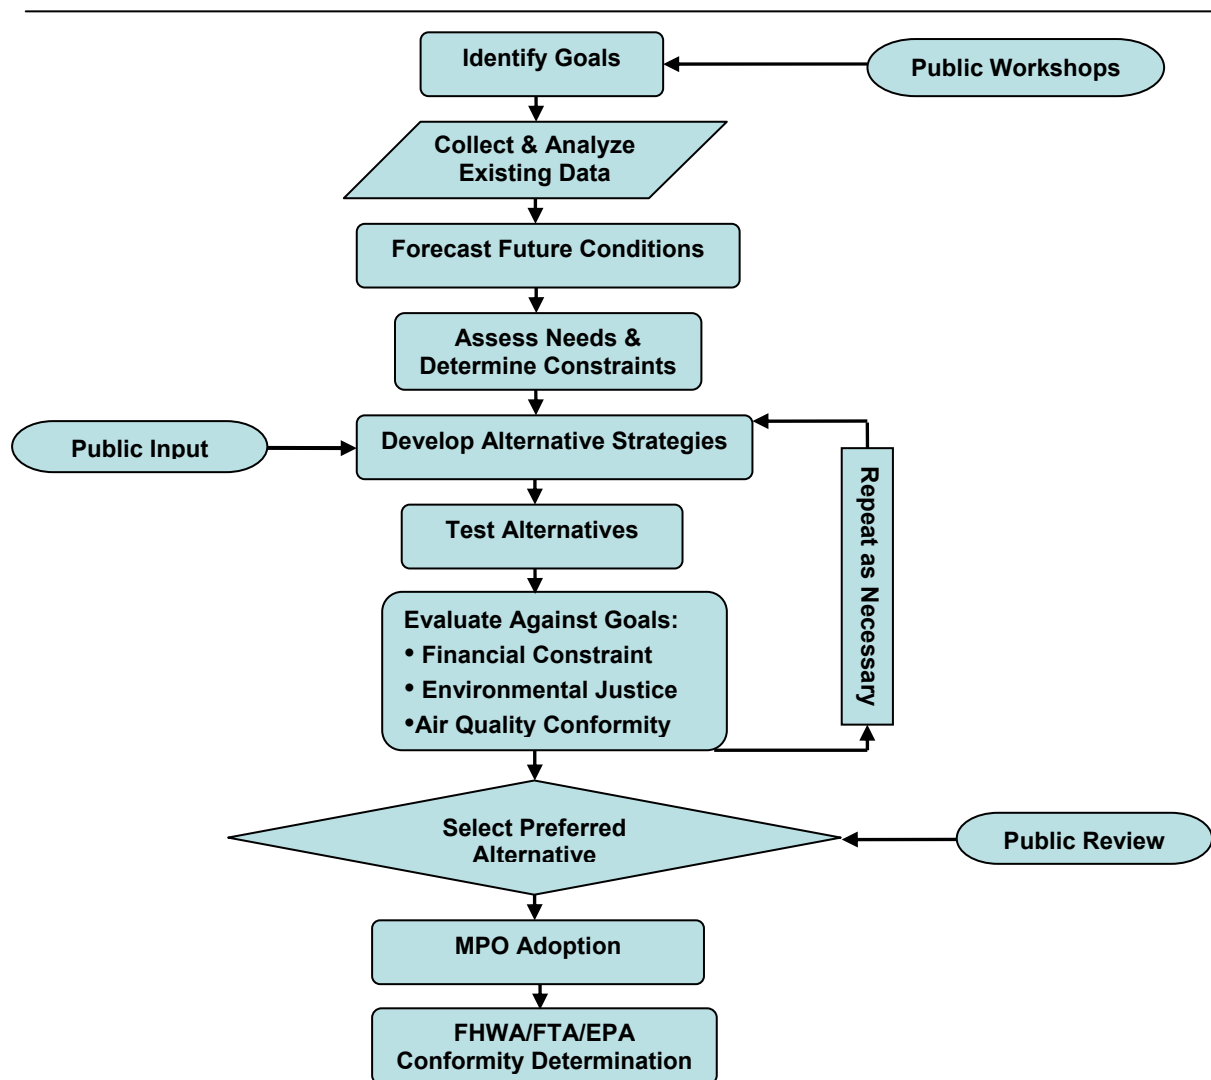 Identify Goals
Public Workshops
Collect & Analyze
Existing Data
Forecast Future Conditions
Assess Needs &
Determine Constraints
Public Input
Develop Alternative Strategies
Repeat as Necessary
Test Alternatives
Evaluate Against Goals:
• Financial Constraint
• Environmental Justice
•Air Quality Conformity
Select Preferred
Alternative
Public Review
MPO Adoption
FHWA/FTA/EPA
Conformity Determination